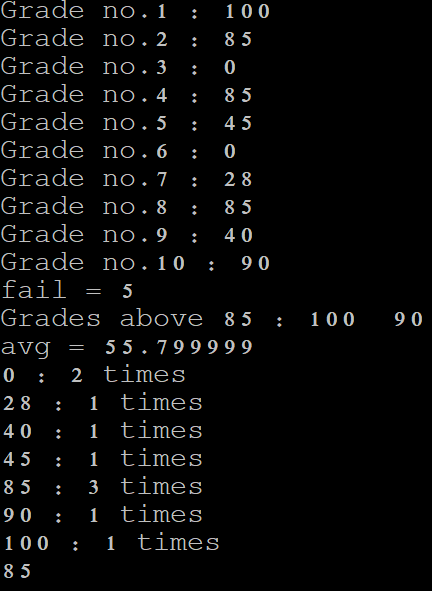 Grade no.1 : 100
Grade no.2 : 85
Grade no.3 : 0
Grade no.4 : 85
Grade no.5 : 45
Grade no.6 : 0
Grade no.7 : 28
Grade no.8 : 85
Grade no.9 : 40
Grade no.10 : 90
fail = 5
Grades above 85 : 100  90
avg = 55.799999
0 : 2 times
28 : 1 times
40 : 1 times
45 : 1 times
85 : 3 times
90 : 1 times
100 : 1 times
85